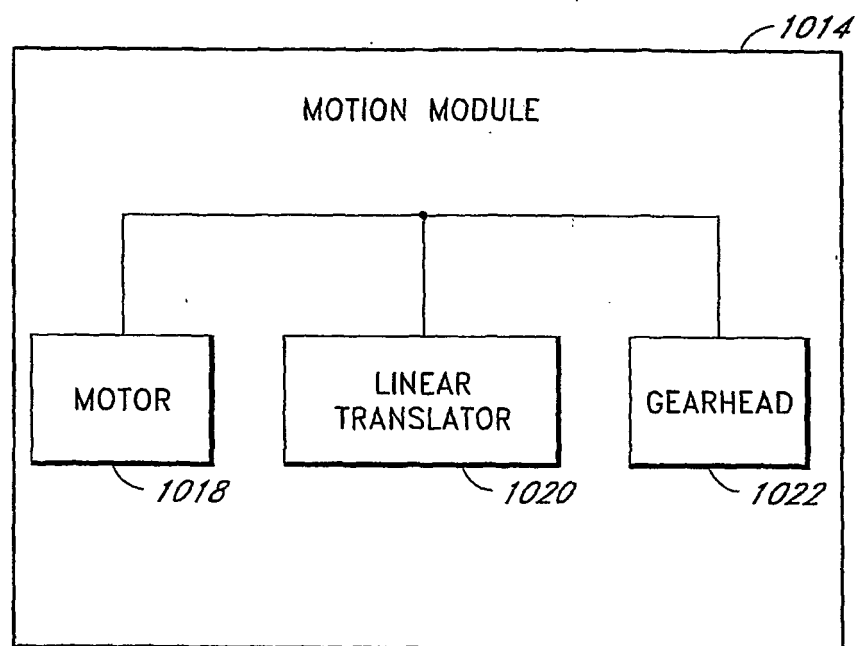 1014
MOTION MODULE
MOTOR
LINEAR
TRANSLATOR
GEARHEAD
1018
1020
1022